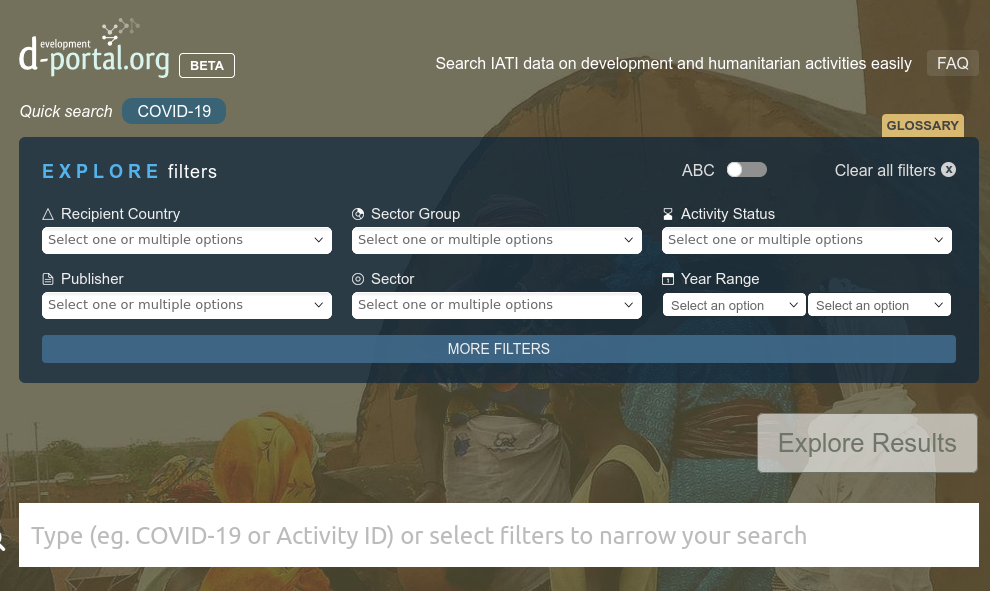 evelopment
d-portal.org BETA
Search IATI data on development and humanitarian activities easily FAQ
Quick search COVID-19
GLOSSARY
EXPLORE filters ABC Clear all filters x
Recipient Country Sector Group Activity Status
Select one or multiple options Select one or multiple options Select one or multiple options
Publisher Sector Year Range
Select one or multiple options Select one or multiple options Select an option Select an option
MORE FILTERS
Explore Results
Type (eg. COVID-19 or Activity ID) or select filters to narrow your search